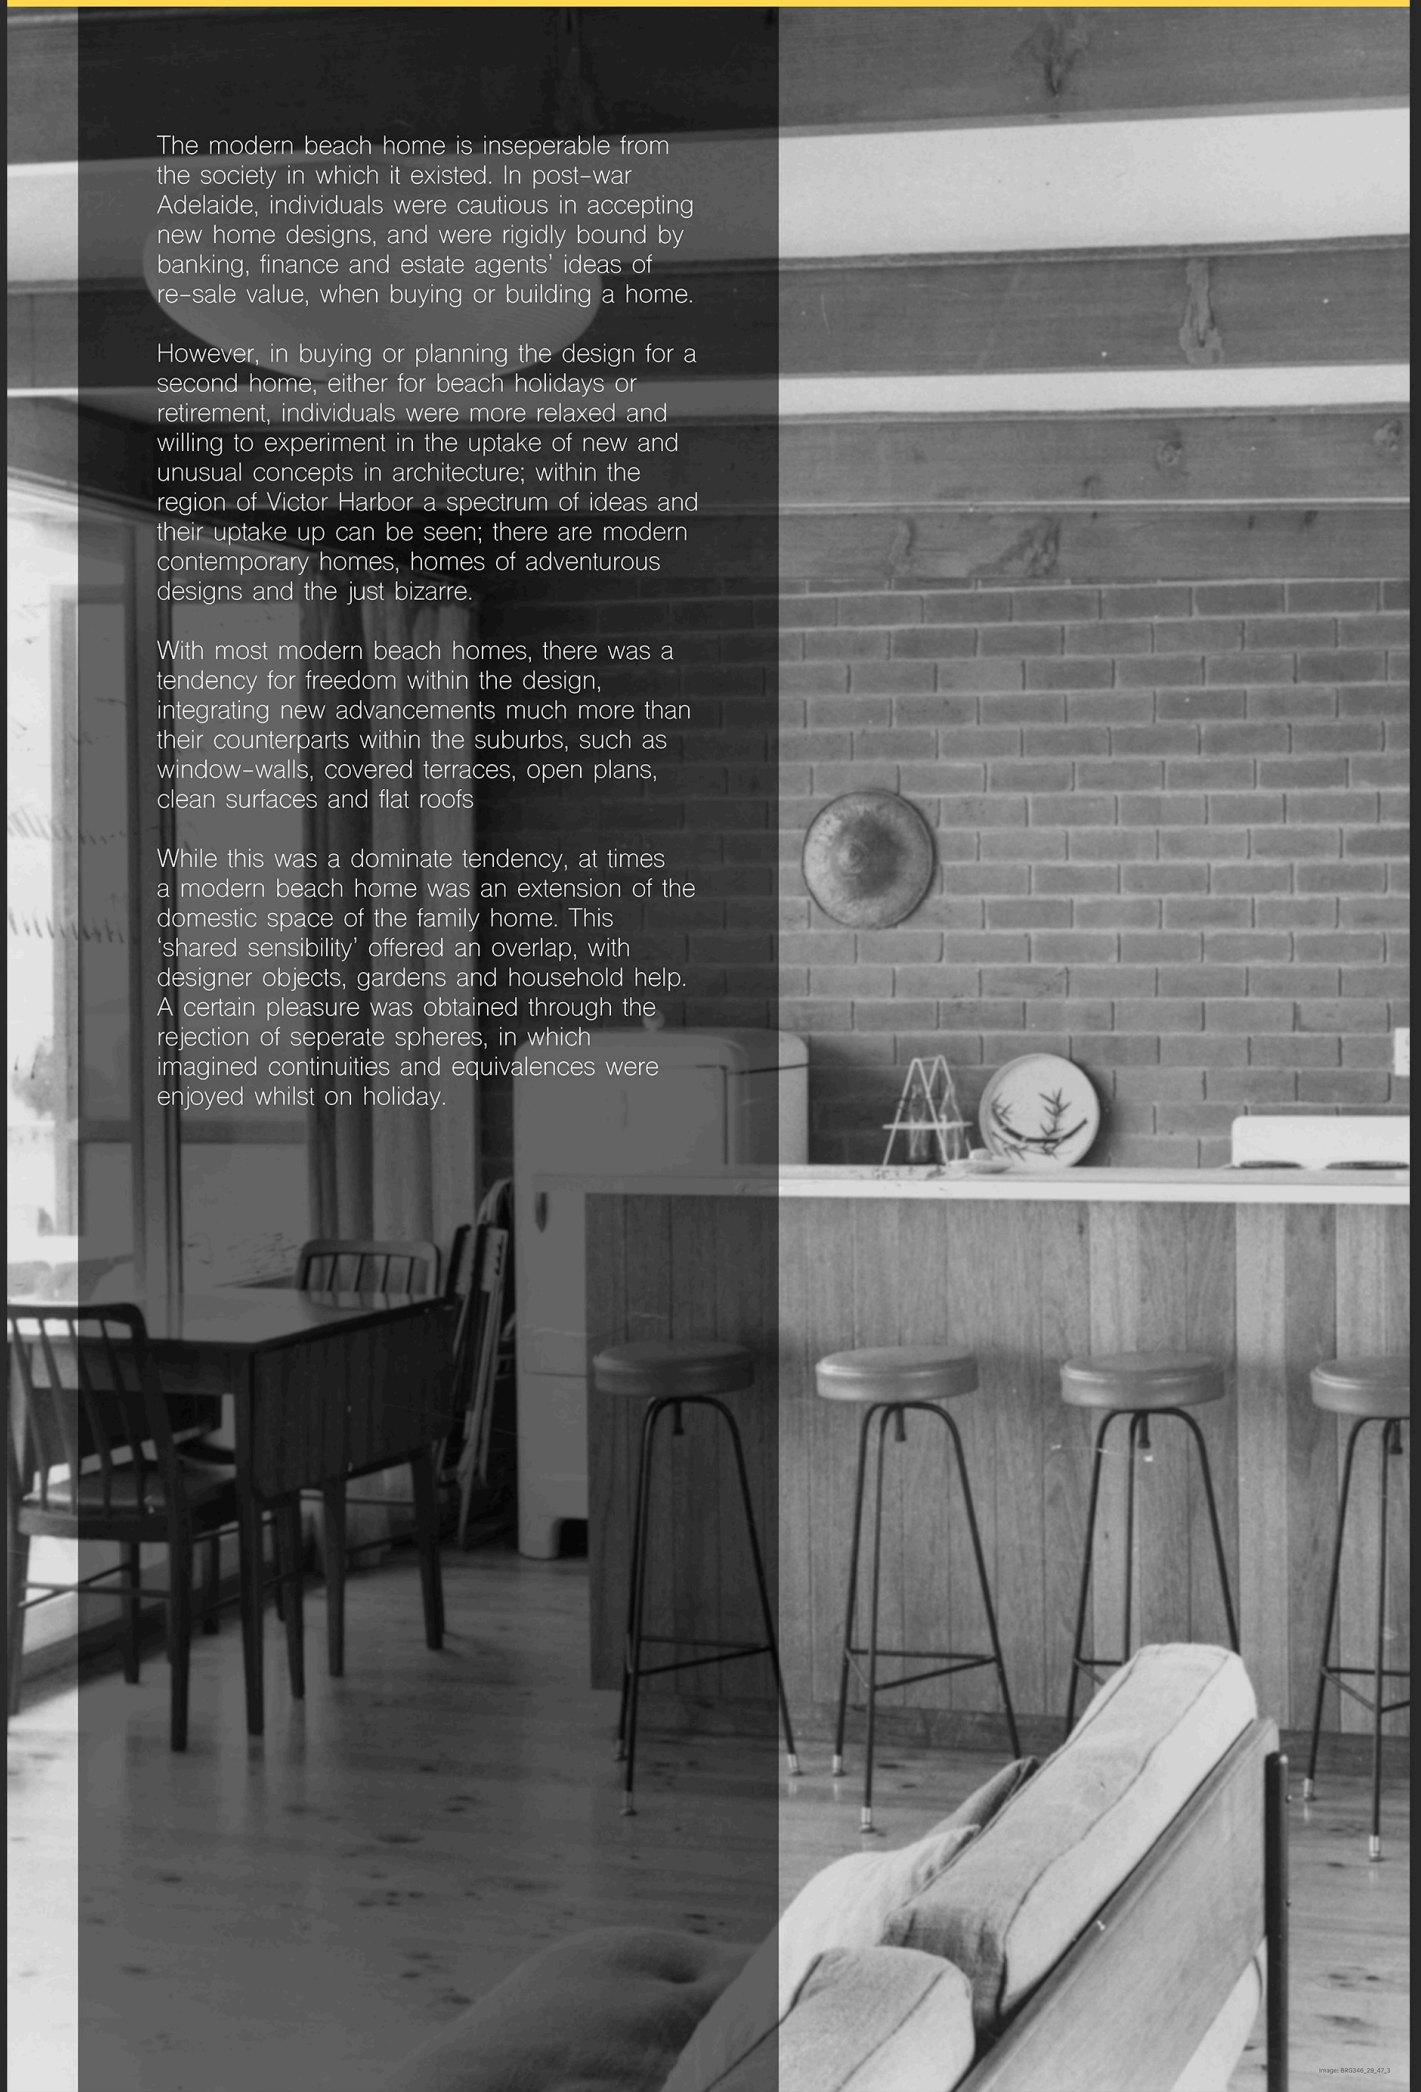 The modern beach home is inseperable from
the society in which it existed. In post-war
Adelaide, individuals were cautious in accepting
new home designs, and were rigidly bound by
banking, finance and estate agents’ ideas of
re-sale value, when buying or building a home.
However, in buying or planning the design for a
second home, either for beach holidays or
retirement, individuals were more relaxed and
willing to experiment in the uptake of new and
unusual concepts in architecture; within the
region of Victor Harbor a spectrum of ideas and
their uptake up can be seen; there are modern
contemporary homes, homes of adventurous
designs and the just bizarre.
With most modern beach homes, there was a
tendency for freedom within the design,
integrating new advancements much more than
their counterparts within the suburbs, such as
window-walls, covered terraces, open plans,
clean surfaces and flat roofs
While this was a dominate tendency, at times
a modern beach home was an extension of the
domestic space of the family home. This
‘shared sensibility’ offered an overlap, with
designer objects, gardens and household help.
A certain pleasure was obtained through the
rejection of seperate spheres, in which
imagined continuities and equivalences were
enjoyed whilst on holiday.
Image: BRG346_29_47_3